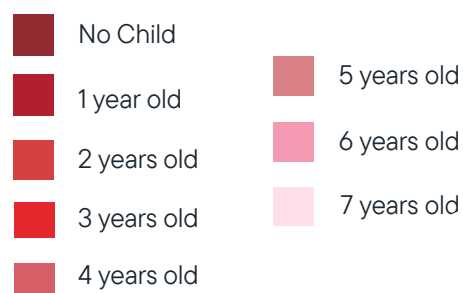 No Child
1 year old
2 years old
3 years old
4 years old
5 years old
6 years old
7 years old